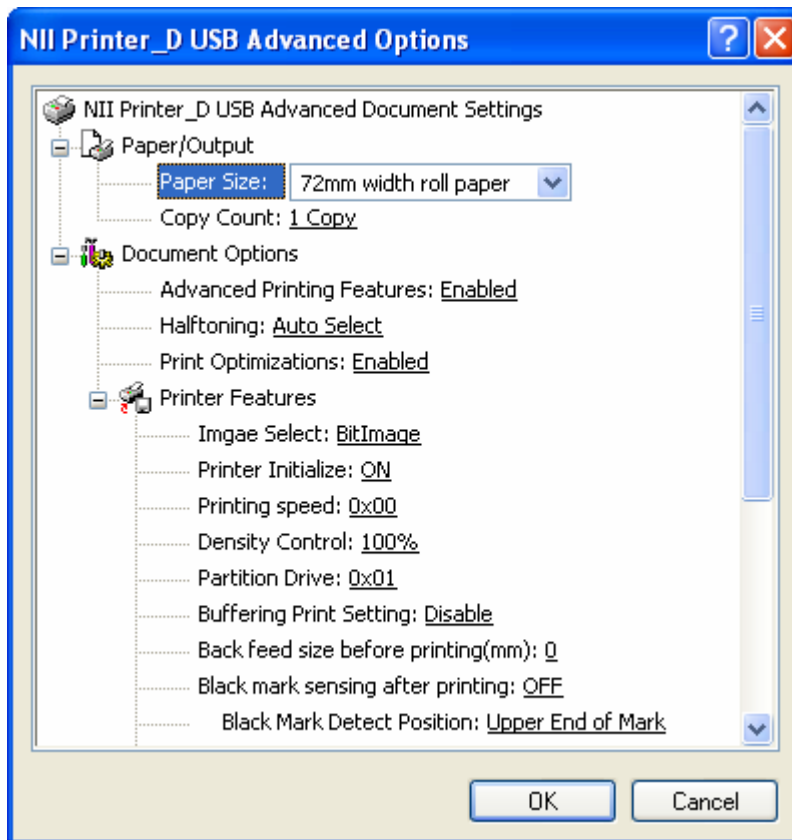 NII Printer_D USB Advanced Options
NII Printer_D USB Advanced Document Settings
Paper/Output
Paper Size: 72mm width roll paper
Copy Count: 1 Copy
Document Options
Advanced Printing Features: Enabled
Halftoning: Auto Select
Print Optimizations: Enabled
Printer Features
Imgae Select: BitImage
Printer Initialize: ON
Printing speed: 0x00
Density Control: 100%
Partition Drive: 0x01
Buffering Print Setting: Disable
Back feed size before printing(mm): 0
Black mark sensing after printing: OFF
Black Mark Detect Position: Upper End of Mark
OK Cancel